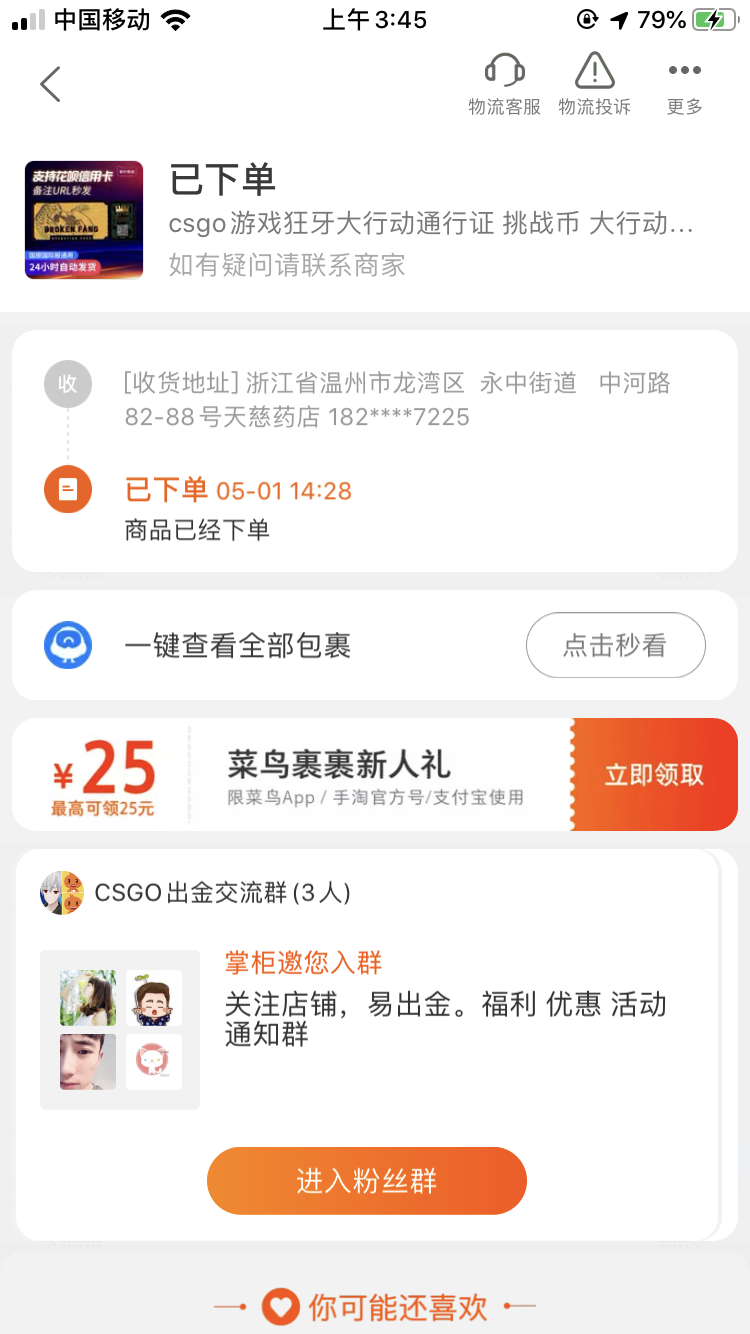 中国移动
上午3:45
79%
物流客服
物流投诉
更多
支持花呗信用卡
备注URL秒发
BROKEN FANG
24小时自动发货
已下单
csgo游戏狂牙大行动通行证 挑战币 大行动...
如有疑问请联系商家
收
[收货地址] 浙江省温州市龙湾区 永中街道 中河路
82-88号天慈药店 182****7225
已下单 05-01 14:28
商品已经下单
一键查看全部包裹
点击秒看
¥25
最高可领25元
菜鸟裹裹新人礼
限菜鸟App / 手淘官方号/支付宝使用
立即领取
CSGO出金交流群(3人)
掌柜邀您入群
关注店铺，易出金。福利 优惠 活动
通知群
进入粉丝群
你可能还喜欢